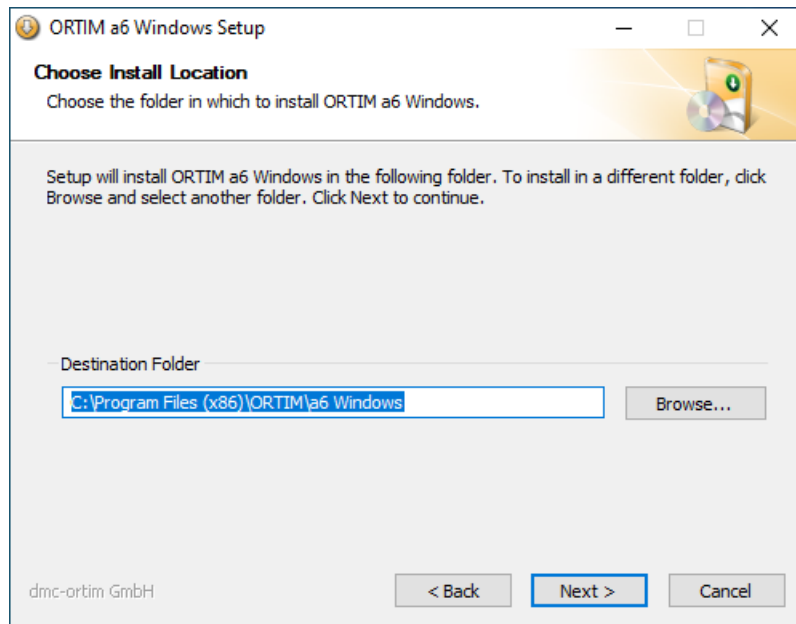 ORTIM a6 Windows Setup
Choose Install Location
Choose the folder in which to install ORTIM a6 Windows.
Setup will install ORTIM a6 Windows in the following folder. To install in a different folder, click
Browse and select another folder. Click Next to continue.
Destination Folder
C:\Program Files (x86)\ORTIM\a6 Windows
Browse...
dmc-ortim GmbH
< Back
Next >
Cancel